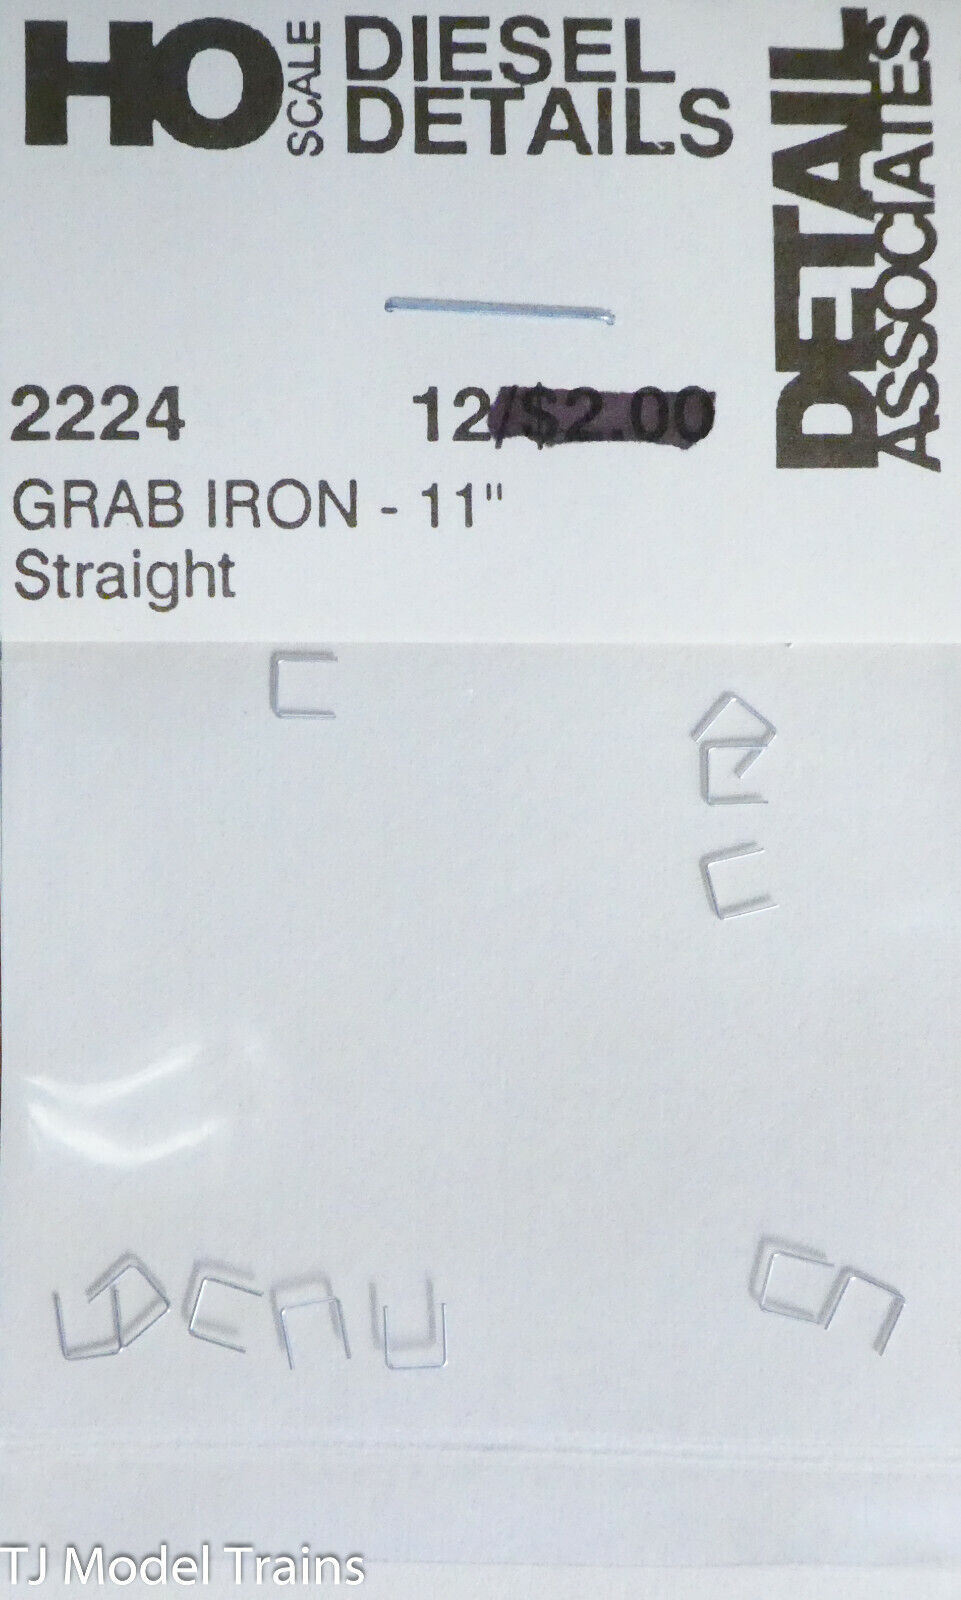 HO SCALE DIESEL
DETAILS
DETAIL
ASSOCIATES
2224 12/$2.00
GRAB IRON - 11"
Straight
TJ Model Trains